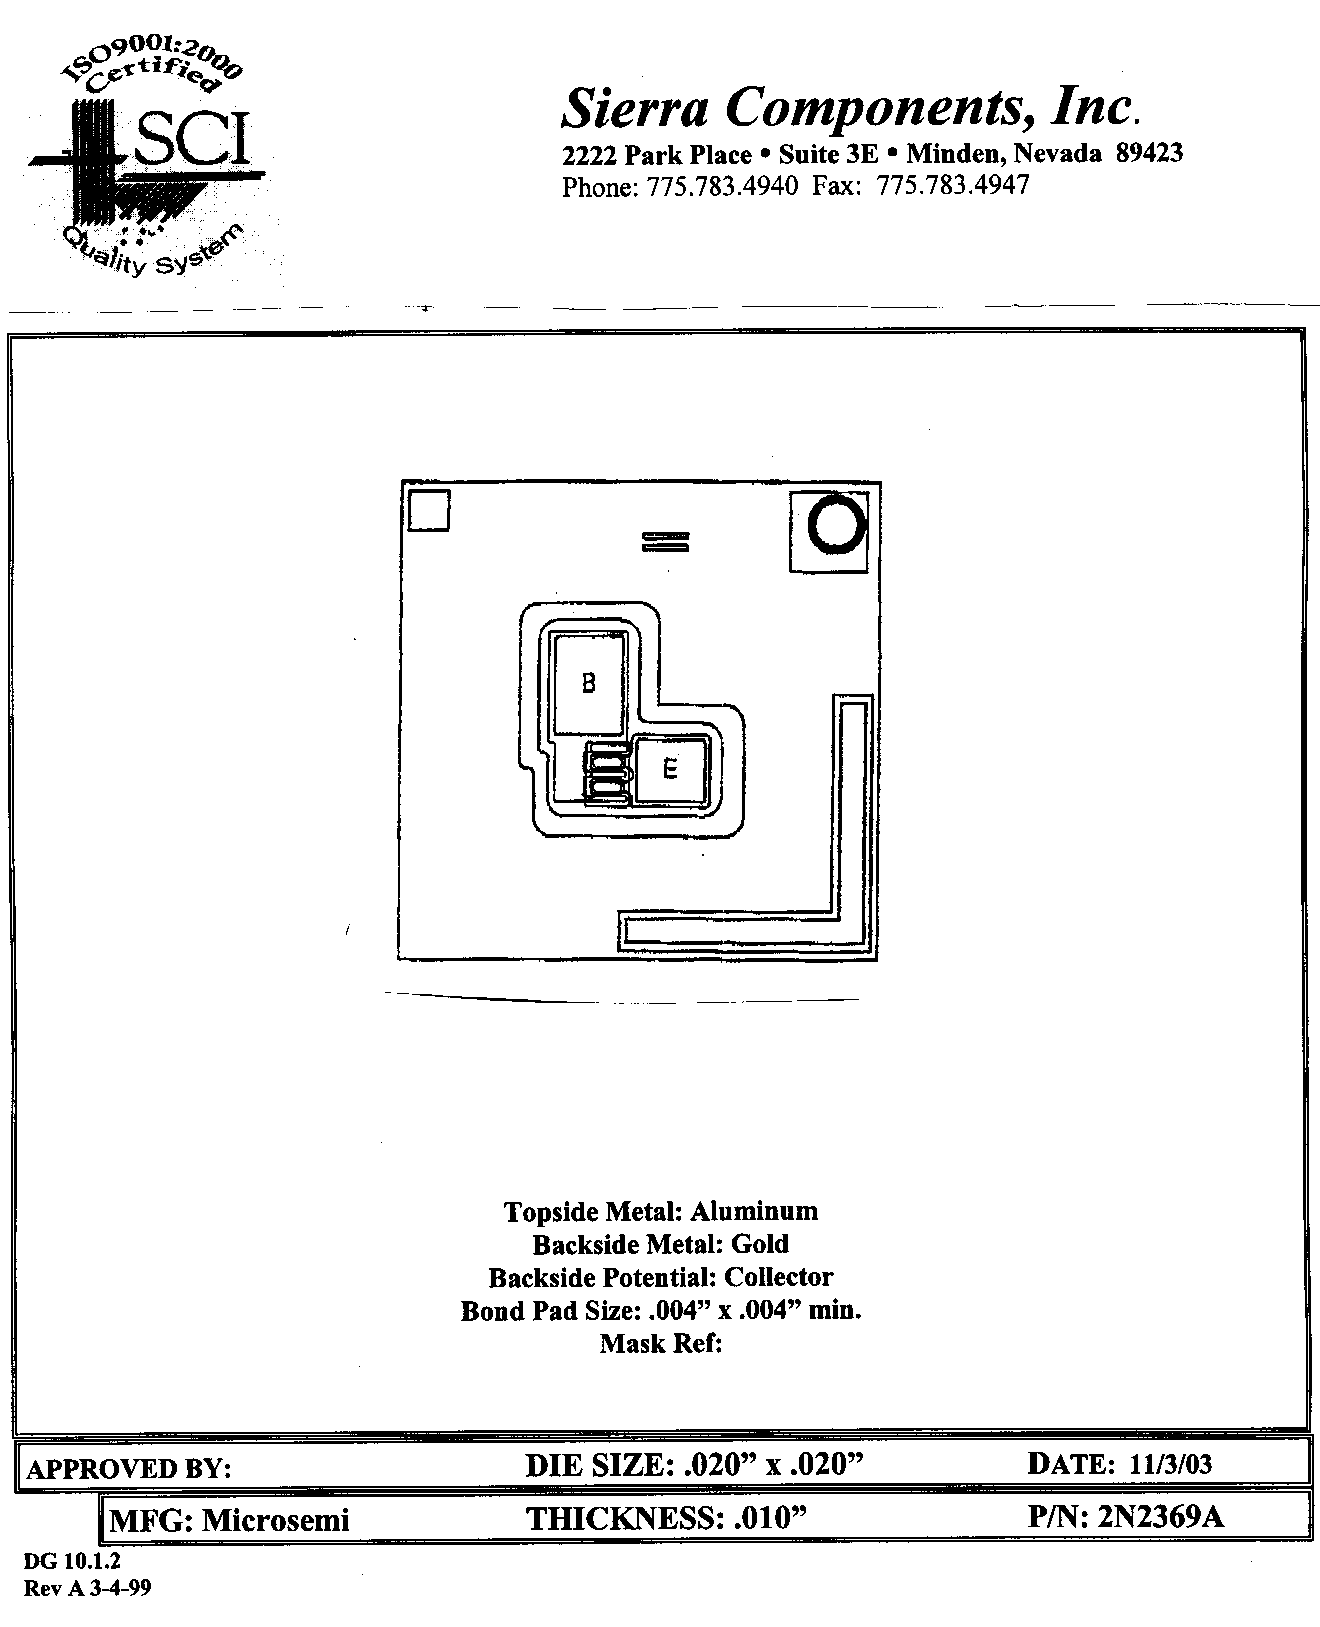 ISO9001:2000
Certified
SCI
Quality System
Sierra Components, Inc.
2222 Park Place • Suite 3E • Minden, Nevada 89423
Phone: 775.783.4940 Fax: 775.783.4947
B
E
Topside Metal: Aluminum
Backside Metal: Gold
Backside Potential: Collector
Bond Pad Size: .004” x .004” min.
Mask Ref:
APPROVED BY: DIE SIZE: .020” x .020” DATE: 11/3/03
MFG: Microsemi THICKNESS: .010” P/N: 2N2369A
DG 10.1.2
Rev A 3-4-99